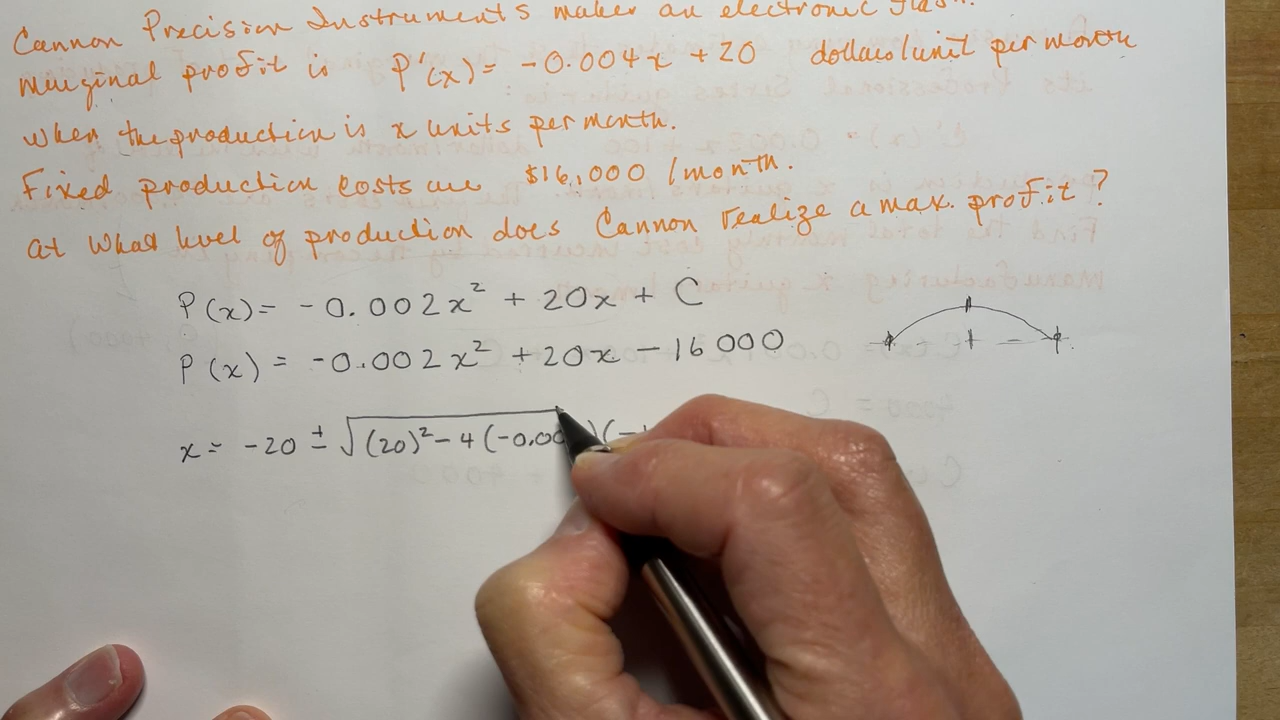 Cannon Precision Instruments makes an electronic flash.
marginal profit is P'(x) = -0.004x + 20 dollars/unit per month
when the production is x units per month.
Fixed production costs are $16,000 /month.
at what level of production does Cannon realize a max. profit?
P(x) = -0.002x² + 20x + C
P(x) = -0.002x² + 20x - 16000
x = -20 ± √(20)² - 4(-0.00